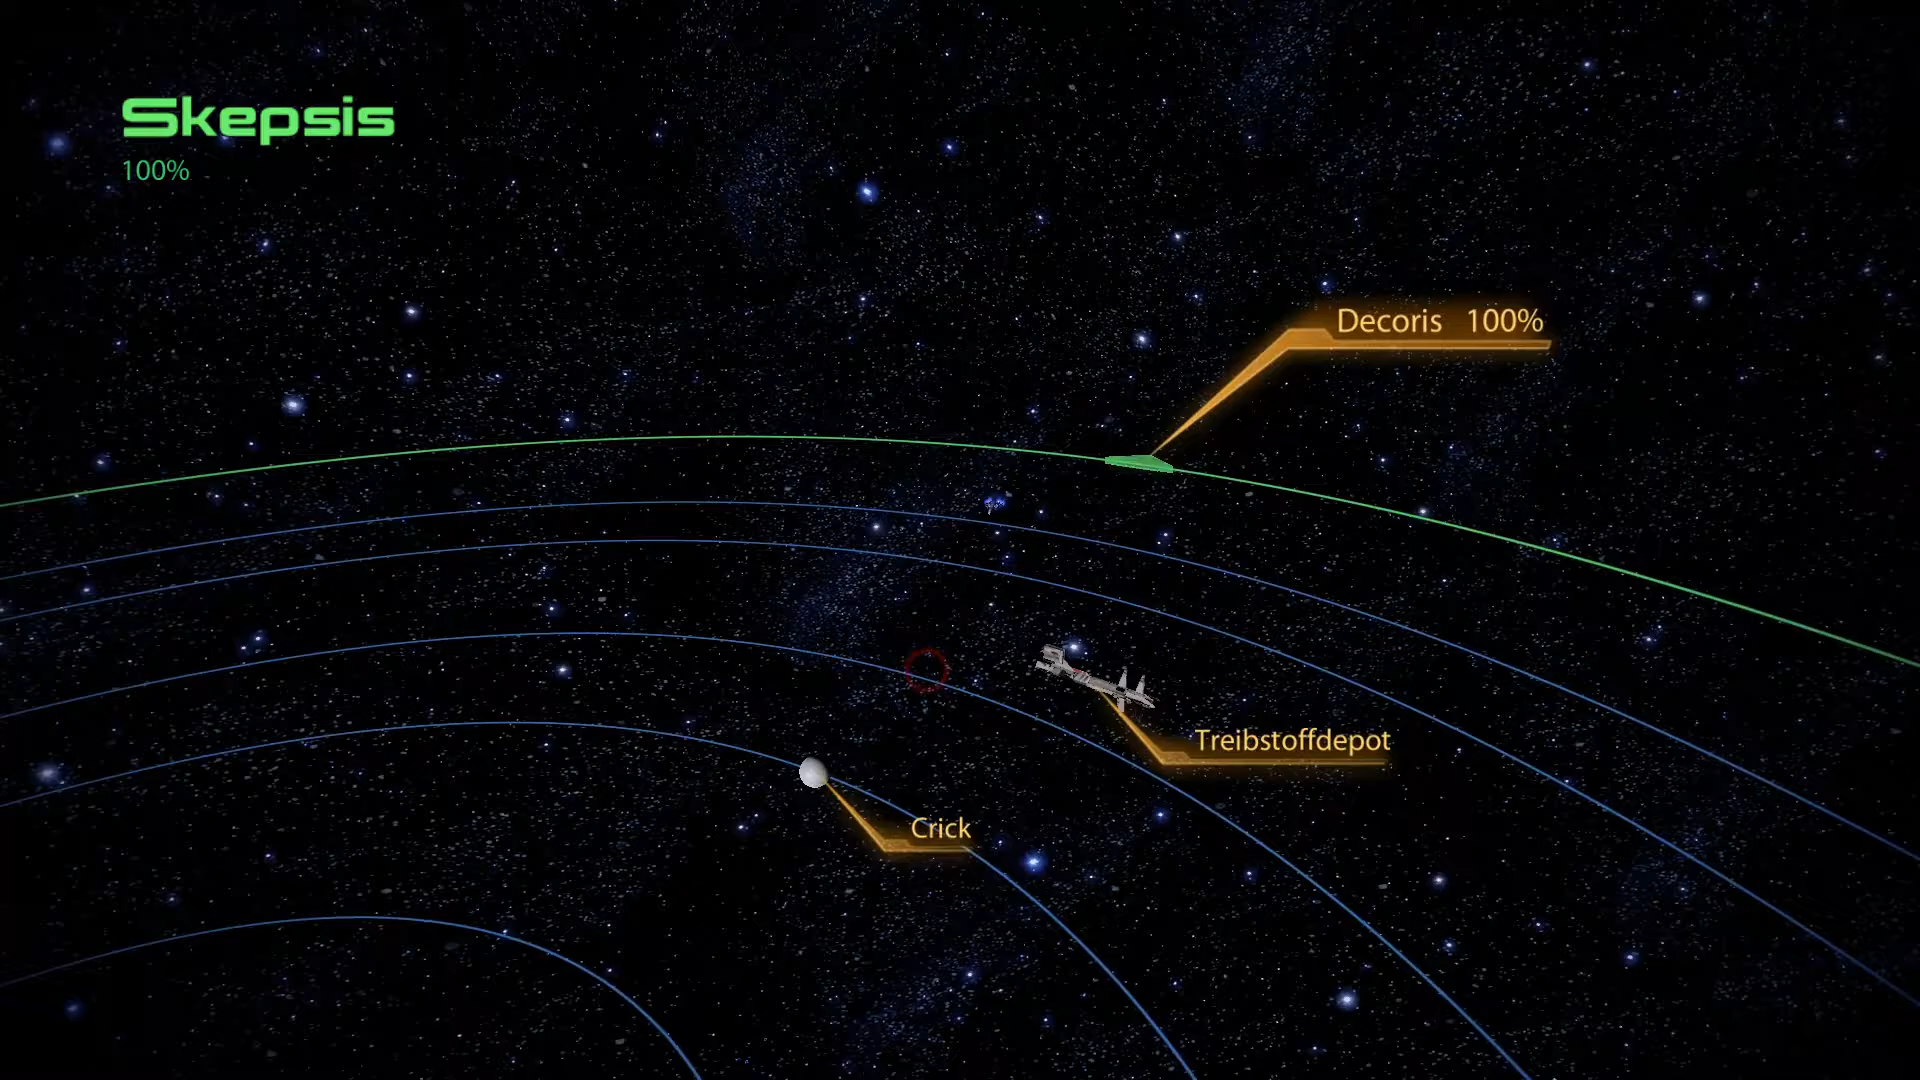 Skepsis
100%
Decoris 100%
Treibstoffdepot
Crick